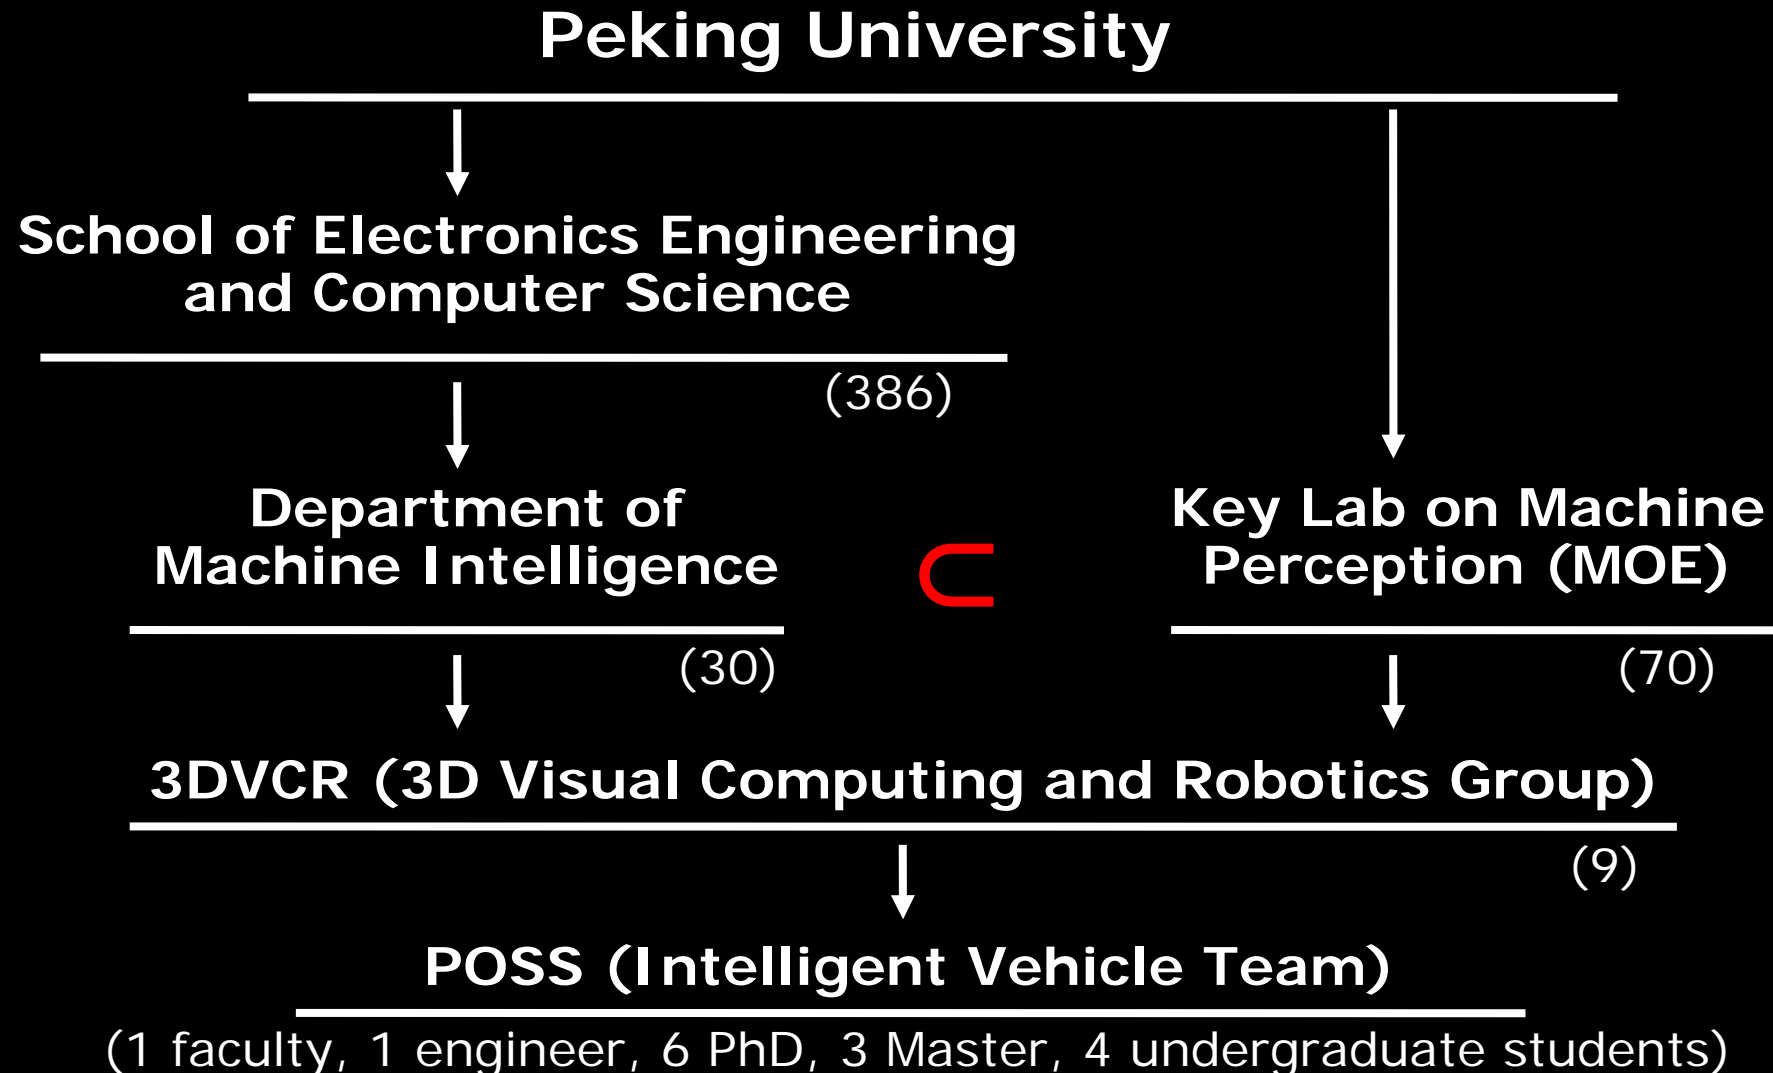 Peking University
School of Electronics Engineering
and Computer Science
(386)
Department of
Machine Intelligence
(30)
⊂
Key Lab on Machine
Perception (MOE)
(70)
3DVCR (3D Visual Computing and Robotics Group)
(9)
POSS (Intelligent Vehicle Team)
(1 faculty, 1 engineer, 6 PhD, 3 Master, 4 undergraduate students)